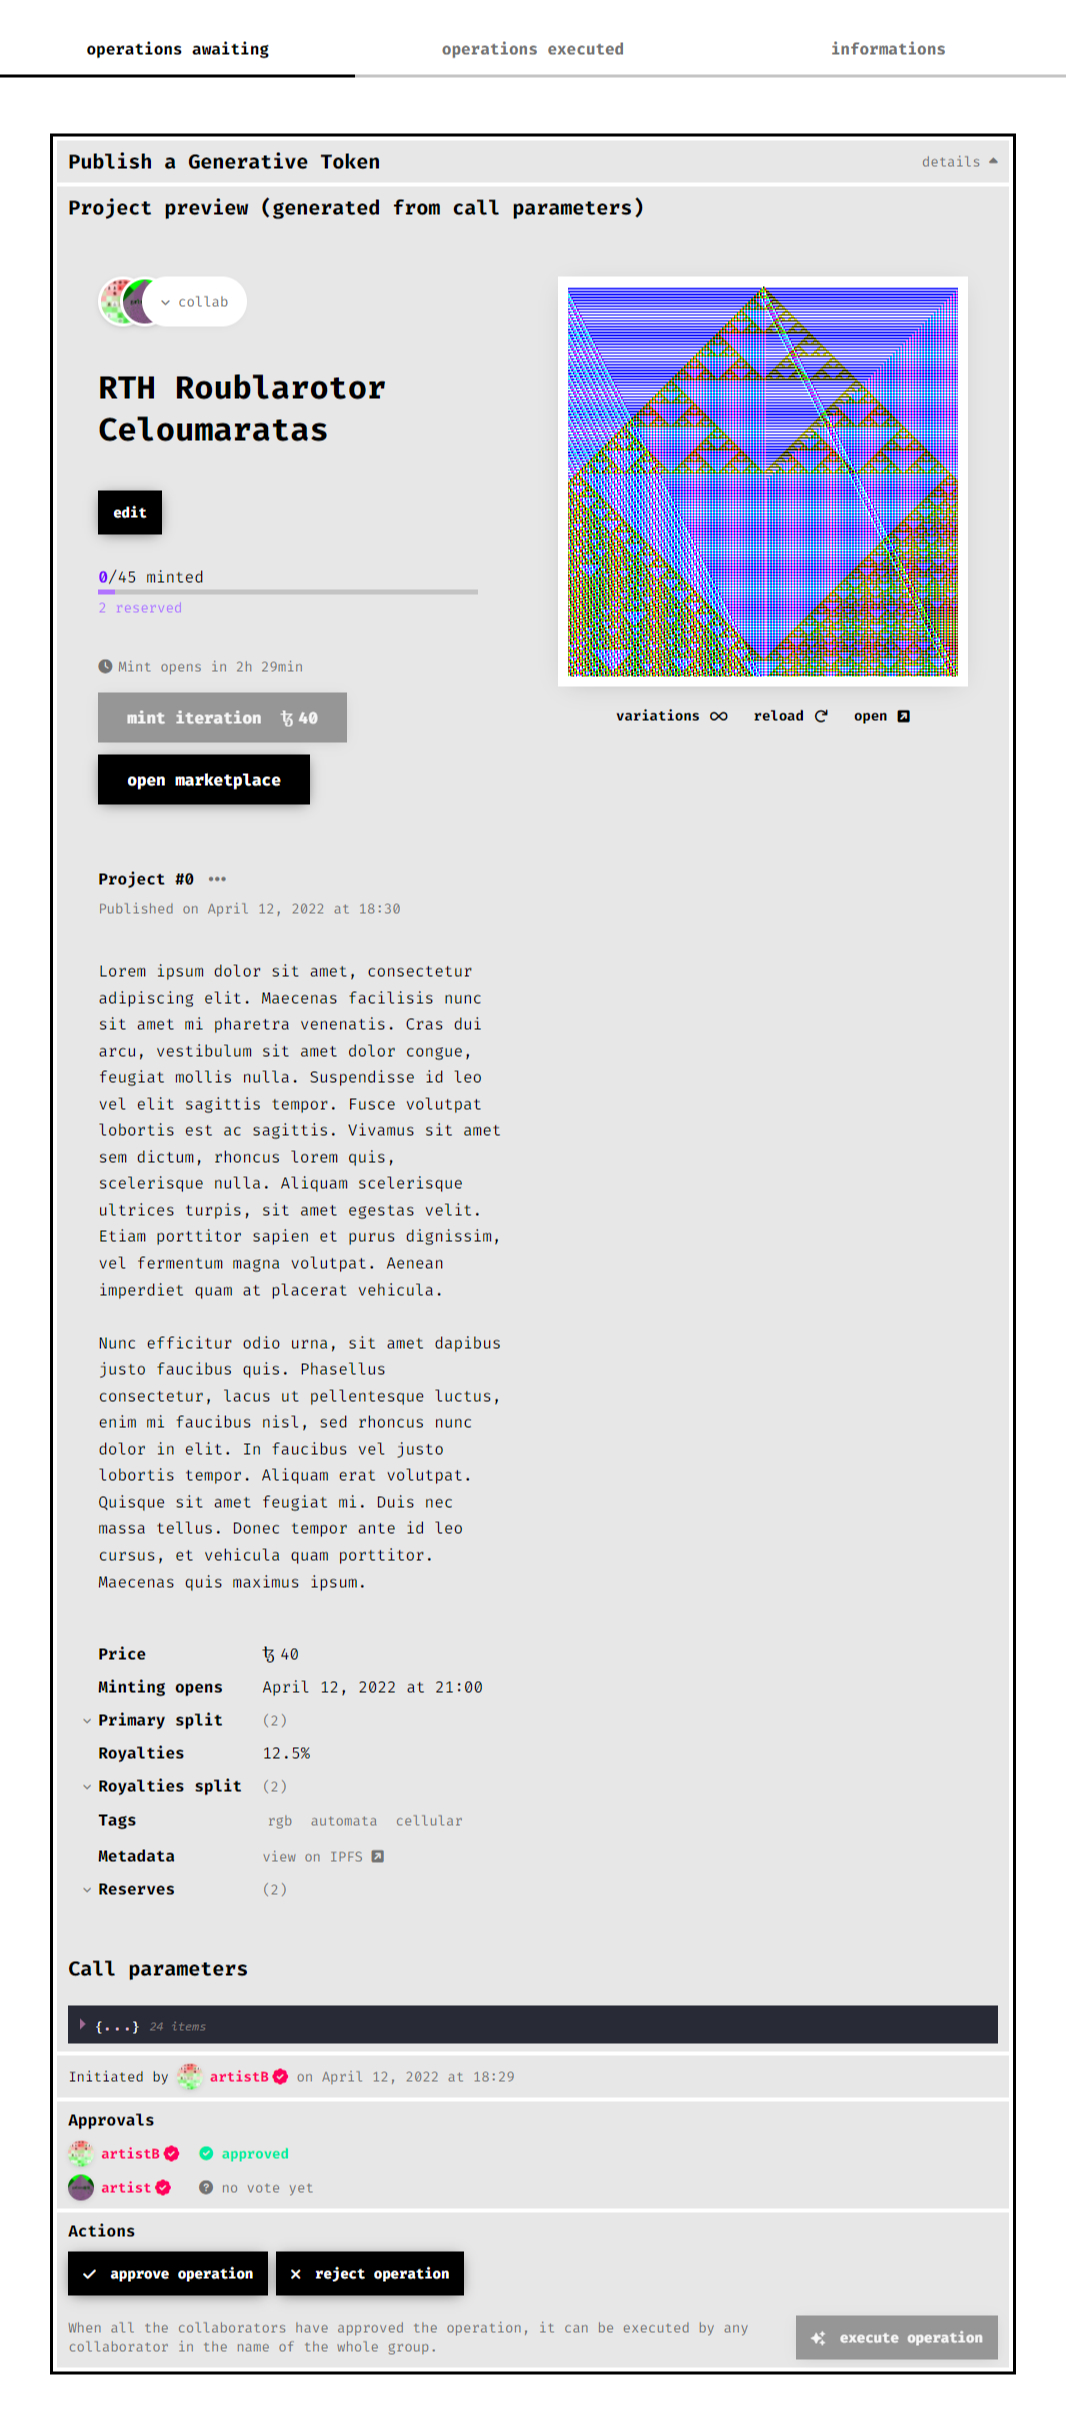 operations awaiting
operations executed
informations
Publish a Generative Token
details
Project preview (generated from call parameters)
collab
RTH Roublarotor
Celoumaratas
edit
0/45 minted
2 reserved
Mint opens in 2h 29min
mint iteration ꜩ 40
open marketplace
variations
reload
open
Project #0 •••
Published on April 12, 2022 at 18:30
Lorem ipsum dolor sit amet, consectetur
adipiscing elit. Maecenas facilisis nunc
sit amet mi pharetra venenatis. Cras dui
arcu, vestibulum sit amet dolor congue,
feugiat mollis nulla. Suspendisse id leo
vel elit sagittis tempor. Fusce volutpat
lobortis est ac sagittis. Vivamus sit amet
sem dictum, rhoncus lorem quis,
scelerisque nulla. Aliquam scelerisque
ultrices turpis, sit amet egestas velit.
Etiam porttitor sapien et purus dignissim,
vel fermentum magna volutpat. Aenean
imperdiet quam at placerat vehicula.
Nunc efficitur odio urna, sit amet dapibus
justo faucibus quis. Phasellus
consectetur, lacus ut pellentesque luctus,
enim mi faucibus nisl, sed rhoncus nunc
dolor in elit. In faucibus vel justo
lobortis tempor. Aliquam erat volutpat.
Quisque sit amet feugiat mi. Duis nec
massa tellus. Donec tempor ante id leo
cursus, et vehicula quam porttitor.
Maecenas quis maximus ipsum.
Price ꜩ 40
Minting opens April 12, 2022 at 21:00
Primary split (2)
Royalties 12.5%
Royalties split (2)
Tags rgb automata cellular
Metadata view on IPFS
Reserves (2)
Call parameters
{...} 24 items
Initiated by artistB on April 12, 2022 at 18:29
Approvals
artistB approved
artist no vote yet
Actions
approve operation
reject operation
When all the collaborators have approved the operation, it can be executed by any
collaborator in the name of the whole group.
execute operation